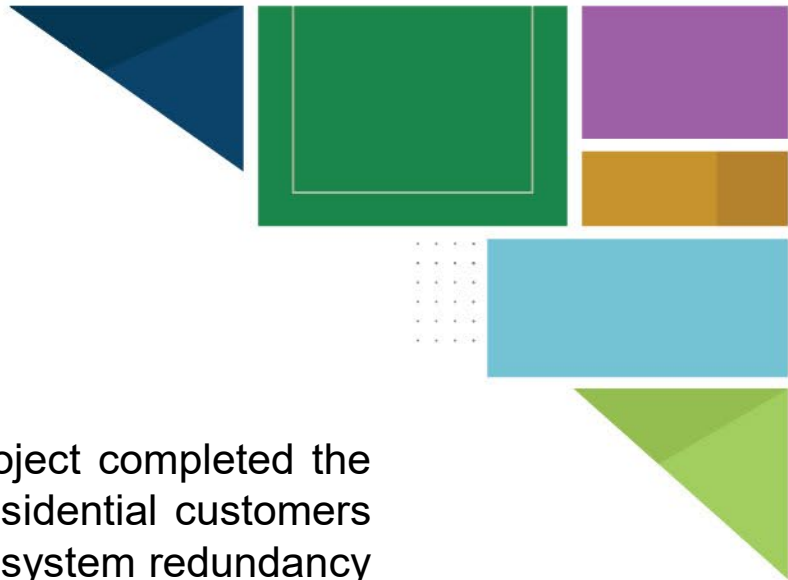 oject completed the
sidential customers
system redundancy